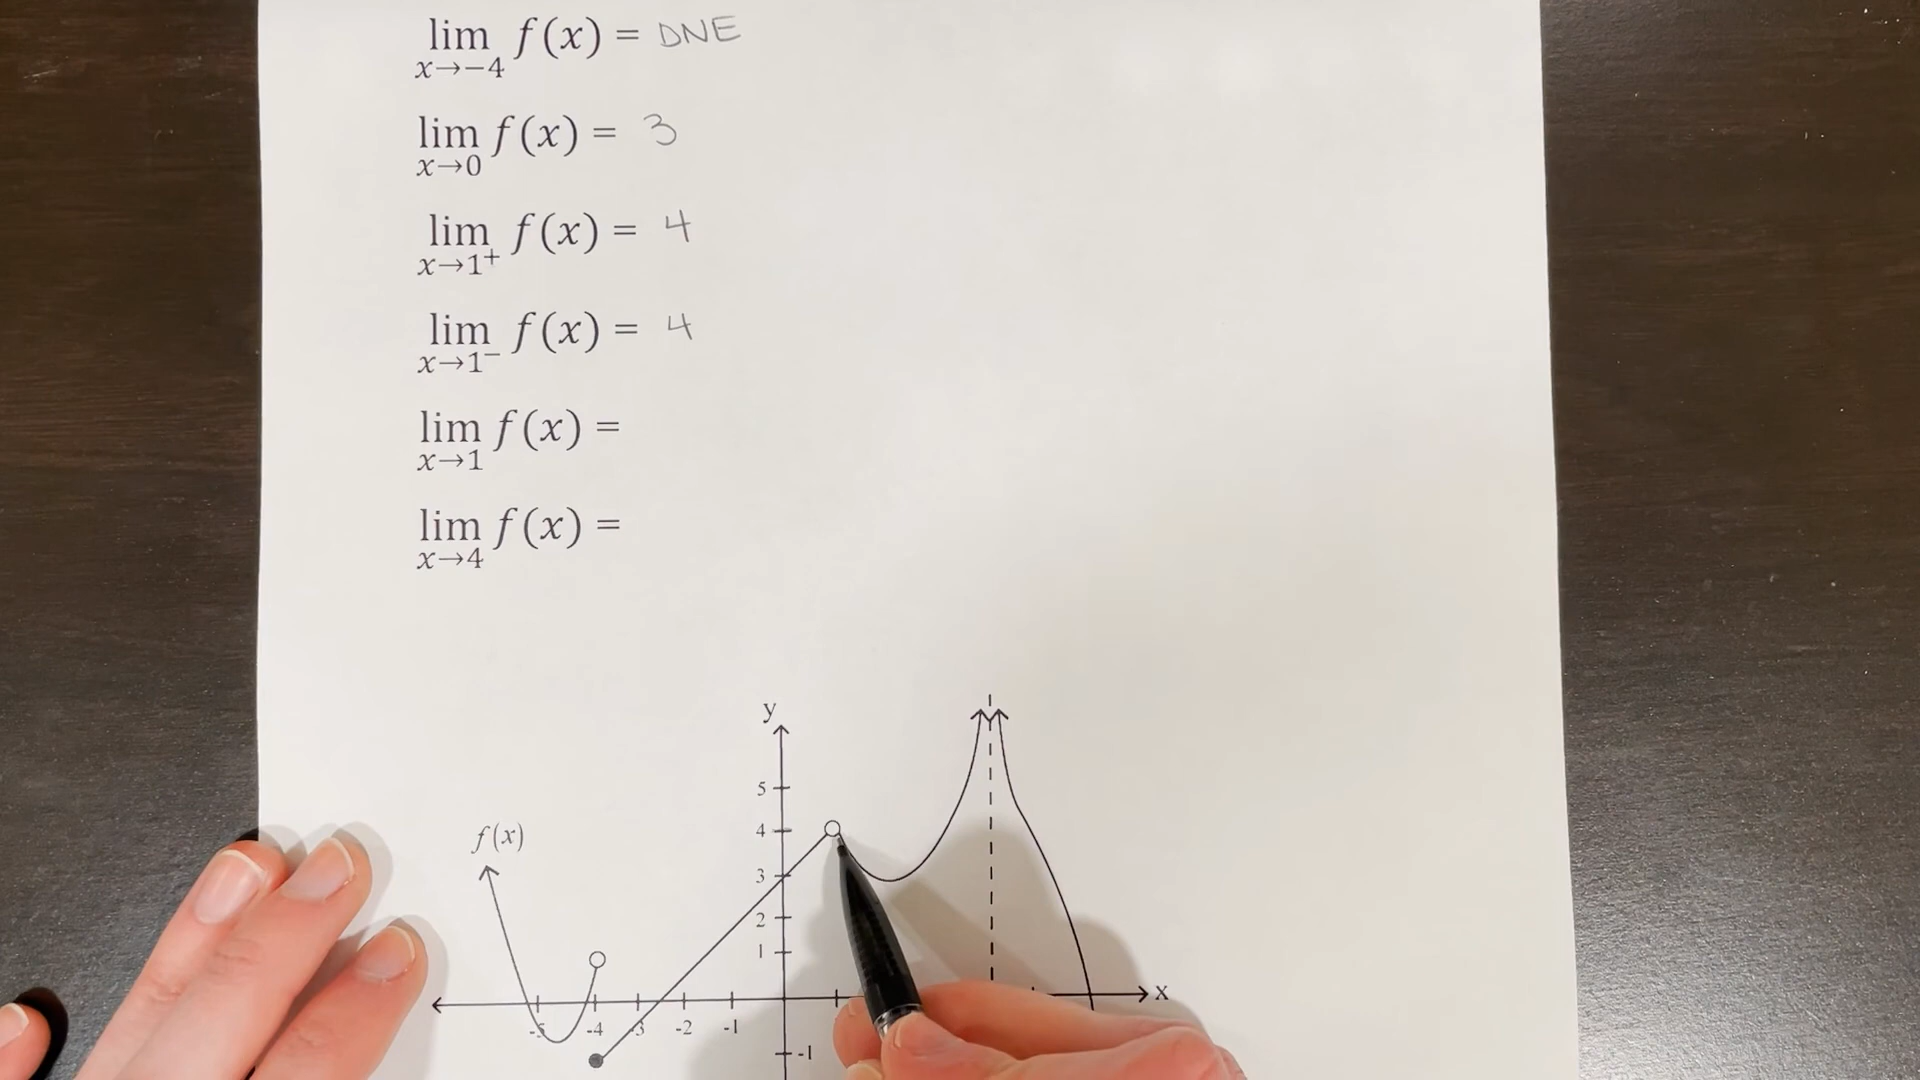 lim f(x) = DNE
x→−4
lim f(x) = 3
x→0
lim f(x) = 4
x→1⁺
lim f(x) = 4
x→1⁻
lim f(x) =
x→1
lim f(x) =
x→4
y
5
f(x)
4
3
2
1
x
-5 -4 -3 -2 -1
-1